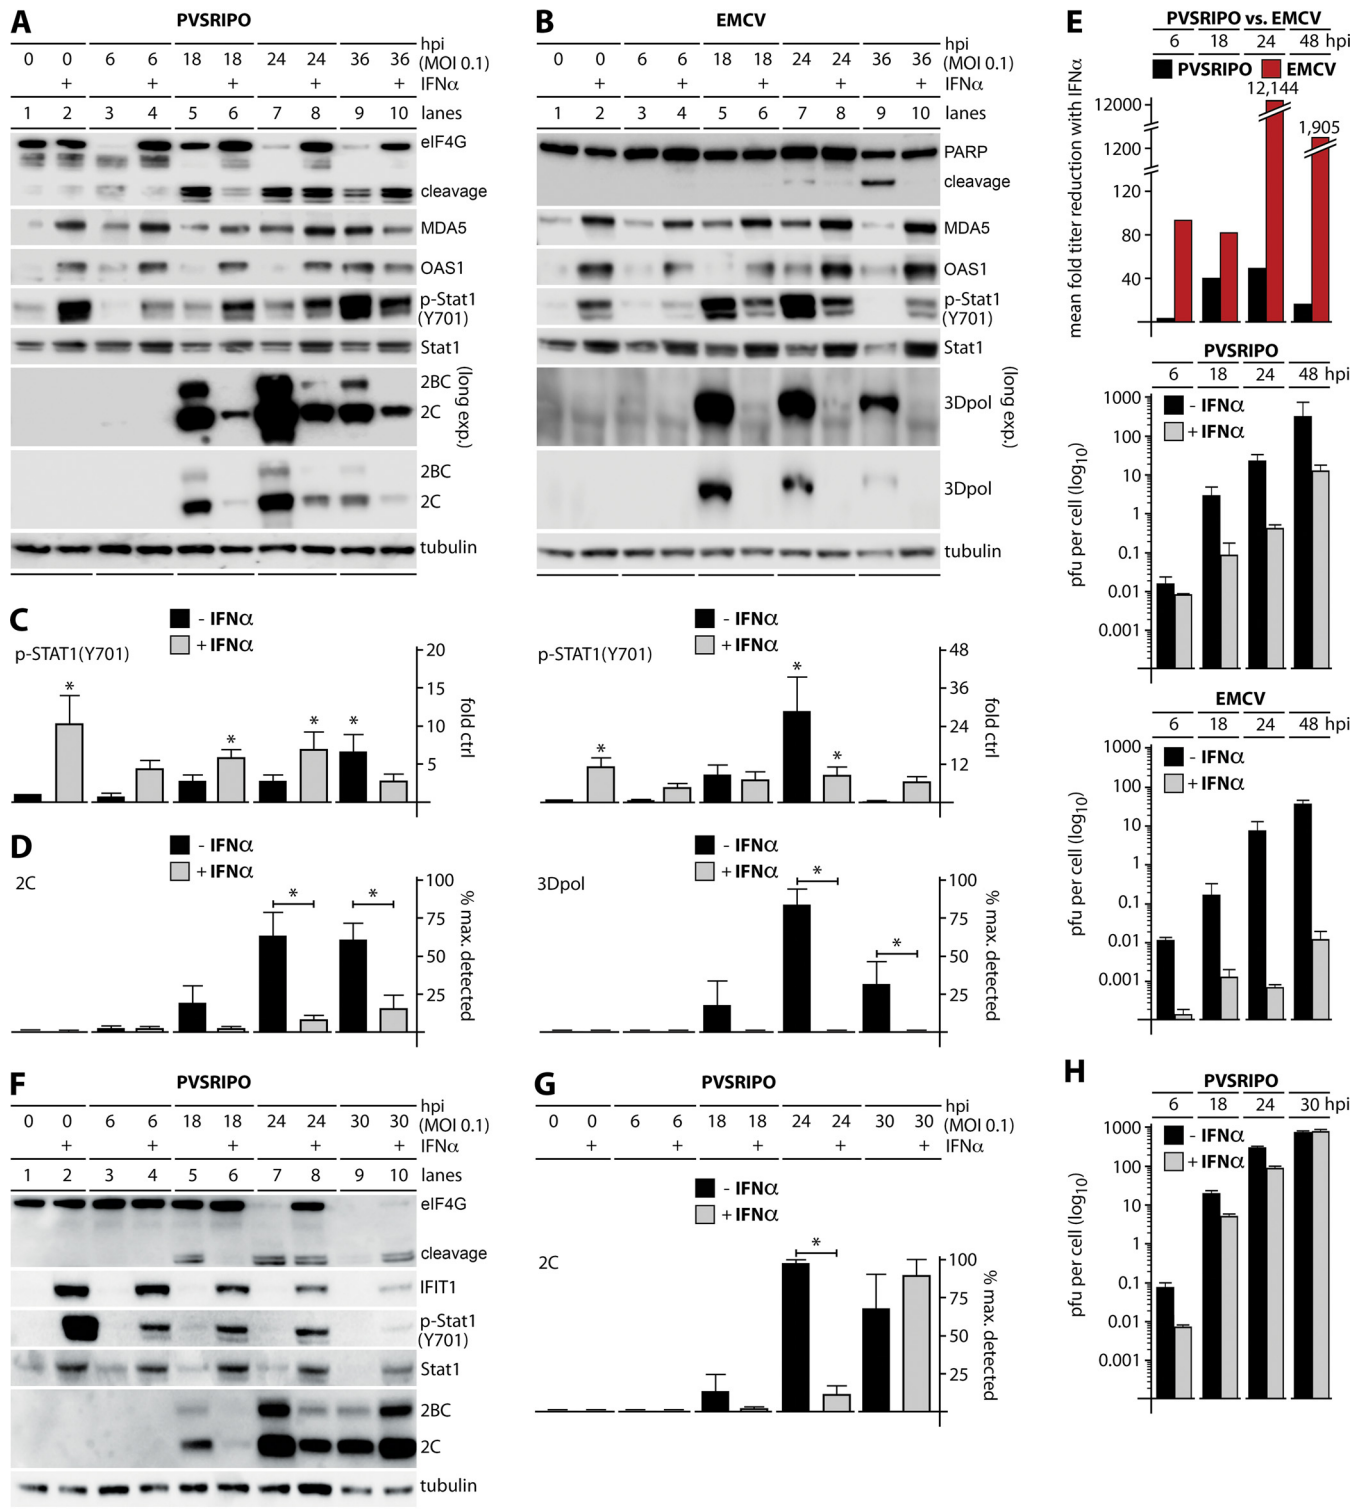 A
PVSRIPO
hpi
0 0 6 6 18 18 24 24 36 36 (MOI 0.1)
+ + + + + IFNα
1 2 3 4 5 6 7 8 9 10 lanes
eIF4G
cleavage
MDA5
OAS1
p-Stat1
(Y701)
Stat1
2BC
2C
(long exp.)
2BC
2C
tubulin
B
EMCV
hpi
0 0 6 6 18 18 24 24 36 36 (MOI 0.1)
+ + + + + IFNα
1 2 3 4 5 6 7 8 9 10 lanes
PARP
cleavage
MDA5
OAS1
p-Stat1
(Y701)
Stat1
3Dpol
(long exp.)
3Dpol
tubulin
C
- IFNα
+ IFNα
p-STAT1(Y701)
20
15
10
5
fold ctrl
* * * *
- IFNα
+ IFNα
p-STAT1(Y701)
48
36
24
12
fold ctrl
* * *
D
- IFNα
+ IFNα
2C
100
75
50
25
% max. detected
* *
- IFNα
+ IFNα
3Dpol
100
75
50
25
% max. detected
* *
E
PVSRIPO vs. EMCV
6 18 24 48 hpi
PVSRIPO EMCV
12,144
1,905
12000
1200
120
80
40
mean fold titer reduction with IFNα
PVSRIPO
6 18 24 48 hpi
- IFNα
+ IFNα
1000
100
10
1
0.1
0.01
0.001
pfu per cell (log10)
EMCV
6 18 24 48 hpi
- IFNα
+ IFNα
1000
100
10
1
0.1
0.01
0.001
pfu per cell (log10)
F
PVSRIPO
hpi
0 0 6 6 18 18 24 24 30 30 (MOI 0.1)
+ + + + + IFNα
1 2 3 4 5 6 7 8 9 10 lanes
eIF4G
cleavage
IFIT1
p-Stat1
(Y701)
Stat1
2BC
2C
tubulin
G
PVSRIPO
hpi
0 0 6 6 18 18 24 24 30 30 (MOI 0.1)
+ + + + + IFNα
- IFNα
+ IFNα
2C
100
75
50
25
% max. detected
*
H
PVSRIPO
6 18 24 30 hpi
- IFNα
+ IFNα
1000
100
10
1
0.1
0.01
0.001
pfu per cell (log10)